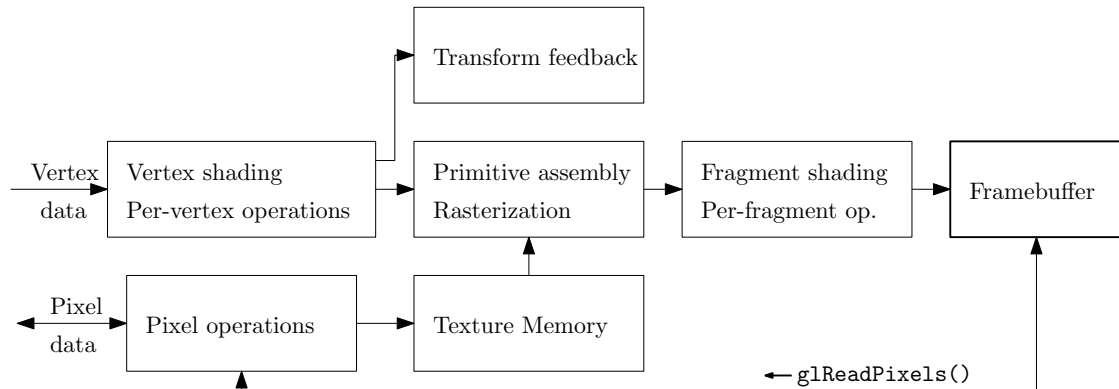 Transform feedback
Vertex
data
Vertex shading
Per-vertex operations
Primitive assembly
Rasterization
Fragment shading
Per-fragment op.
Framebuffer
Pixel
data
Pixel operations
Texture Memory
glReadPixels()